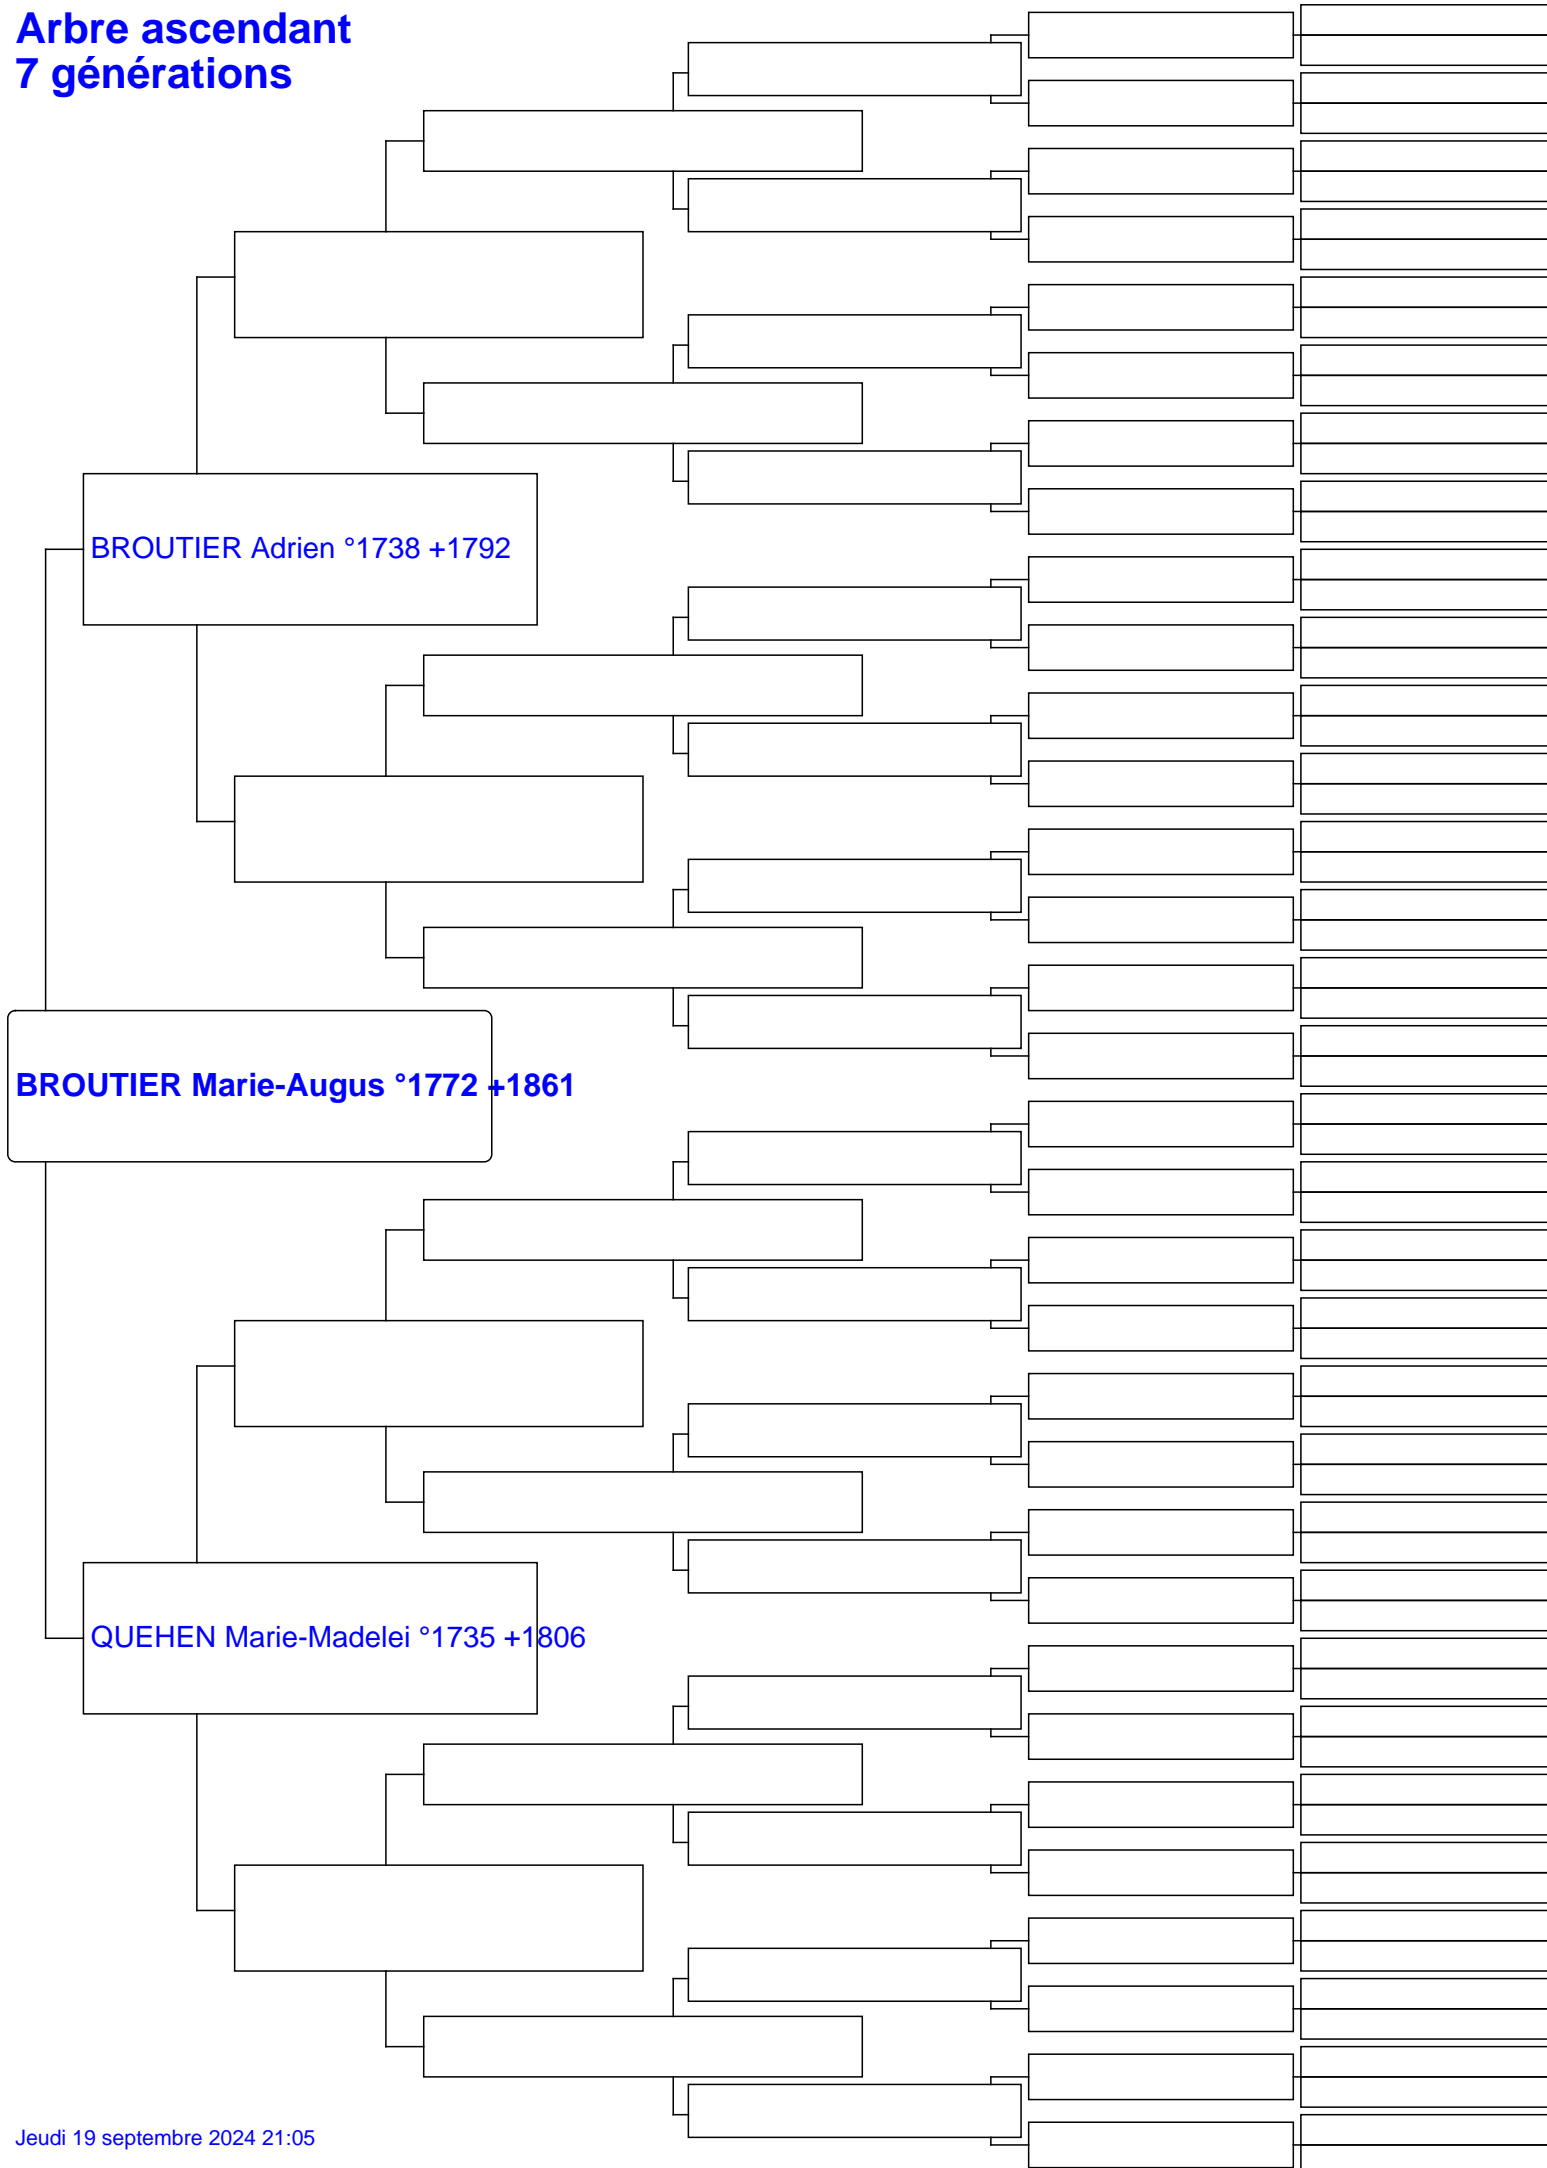 Arbre ascendant
7 générations
BROUTIER Adrien °1738 +1792
BROUTIER Marie-Augus °1772 +1861
QUEHEN Marie-Madelei °1735 +1806
Jeudi 19 septembre 2024 21:05